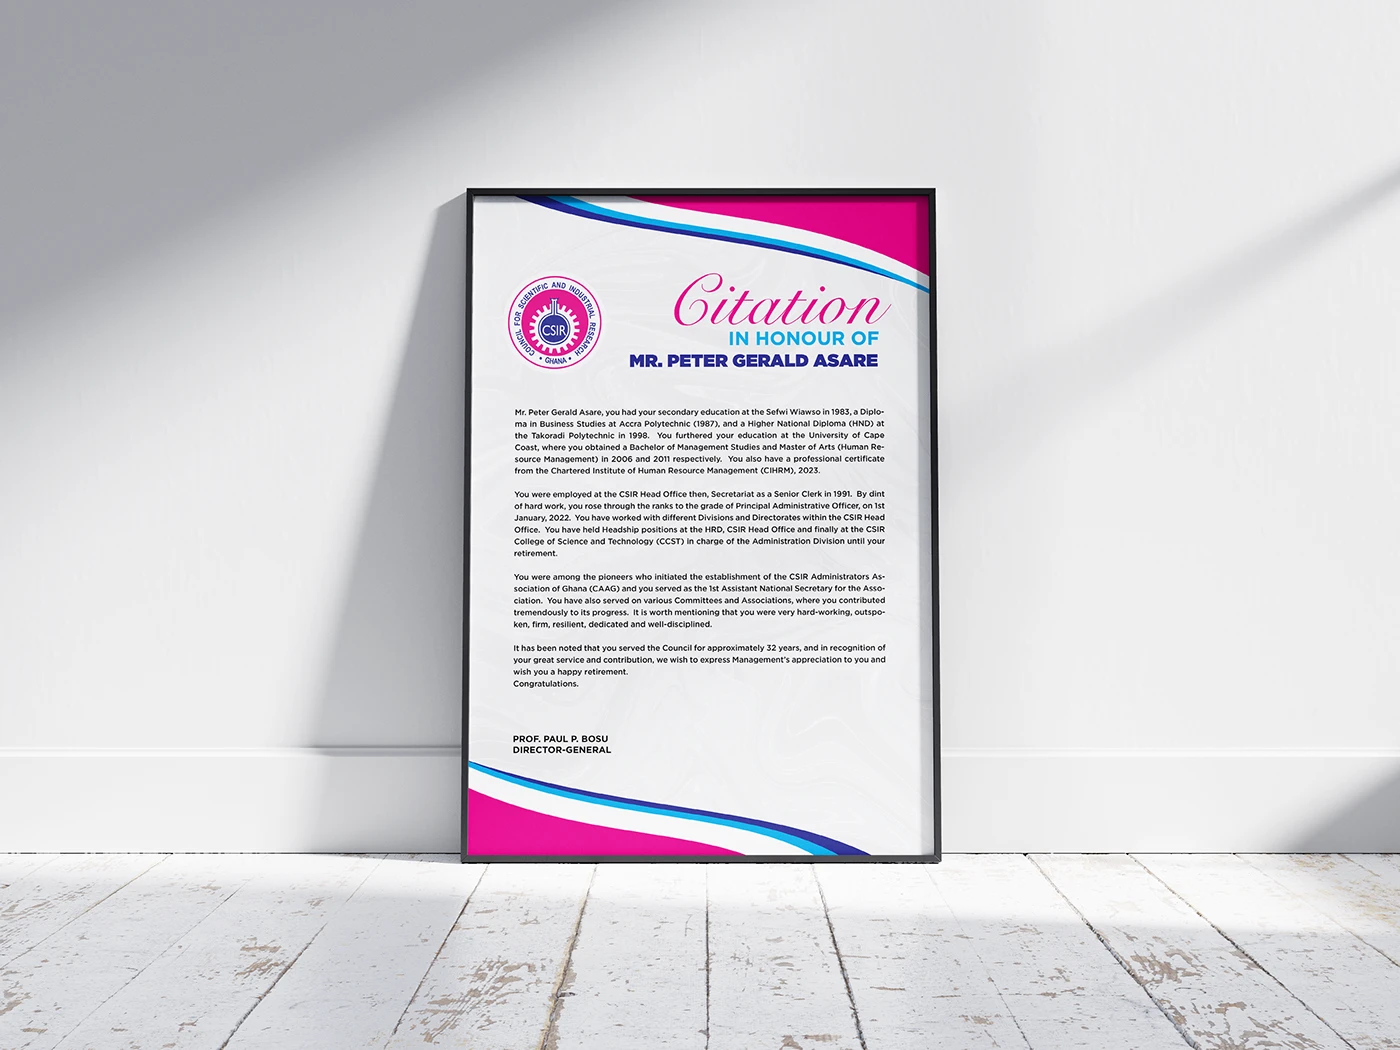 COUNCIL FOR SCIENTIFIC AND INDUSTRIAL RESEARCH
CSIR
• GHANA •
Citation
IN HONOUR OF
MR. PETER GERALD ASARE
Mr. Peter Gerald Asare, you had your secondary education at the Sefwi Wiawso in 1983, a Diplo-
ma in Business Studies at Accra Polytechnic (1987), and a Higher National Diploma (HND) at
the Takoradi Polytechnic in 1998. You furthered your education at the University of Cape
Coast, where you obtained a Bachelor of Management Studies and Master of Arts (Human Re-
source Management) in 2006 and 2011 respectively. You also have a professional certificate
from the Chartered Institute of Human Resource Management (CIHRM), 2023.
You were employed at the CSIR Head Office then, Secretariat as a Senior Clerk in 1991. By dint
of hard work, you rose through the ranks to the grade of Principal Administrative Officer, on 1st
January, 2022. You have worked with different Divisions and Directorates within the CSIR Head
Office. You have held Headship positions at the HRD, CSIR Head Office and finally at the CSIR
College of Science and Technology (CCST) in charge of the Administration Division until your
retirement.
You were among the pioneers who initiated the establishment of the CSIR Administrators As-
sociation of Ghana (CAAG) and you served as the 1st Assistant National Secretary for the Asso-
ciation. You have also served on various Committees and Associations, where you contributed
tremendously to its progress. It is worth mentioning that you were very hard-working, outspo-
ken, firm, resilient, dedicated and well-disciplined.
It has been noted that you served the Council for approximately 32 years, and in recognition of
your great service and contribution, we wish to express Management's appreciation to you and
wish you a happy retirement.
Congratulations.
PROF. PAUL P. BOSU
DIRECTOR-GENERAL